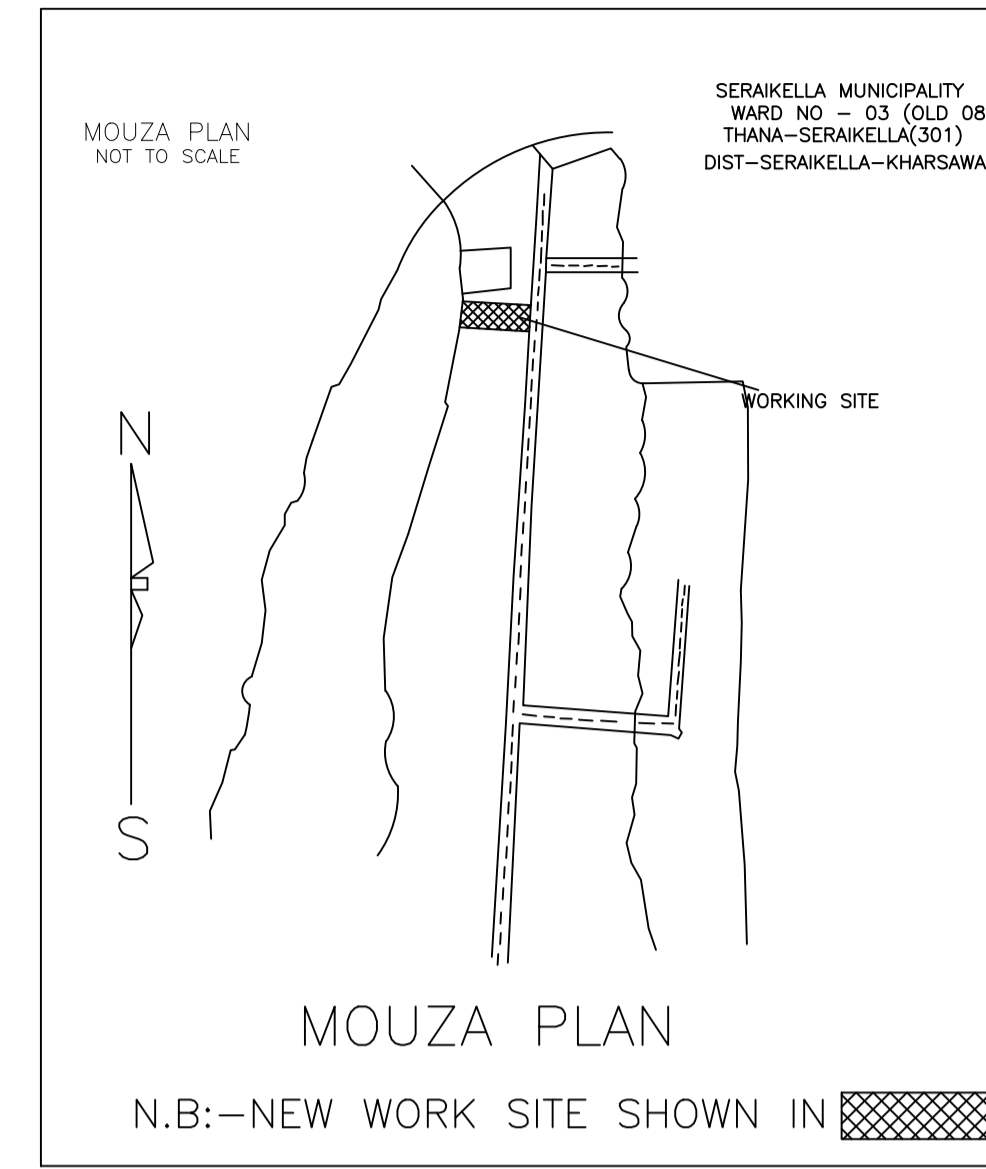 MOUZA PLAN
NOT TO SCALE
SERAIKELLA MUNICIPALITY
WARD NO – 03 (OLD 08
THANA–SERAIKELLA(301)
DIST–SERAIKELLA–KHARSAWA
WORKING SITE
N
S
MOUZA PLAN
N.B:–NEW WORK SITE SHOWN IN